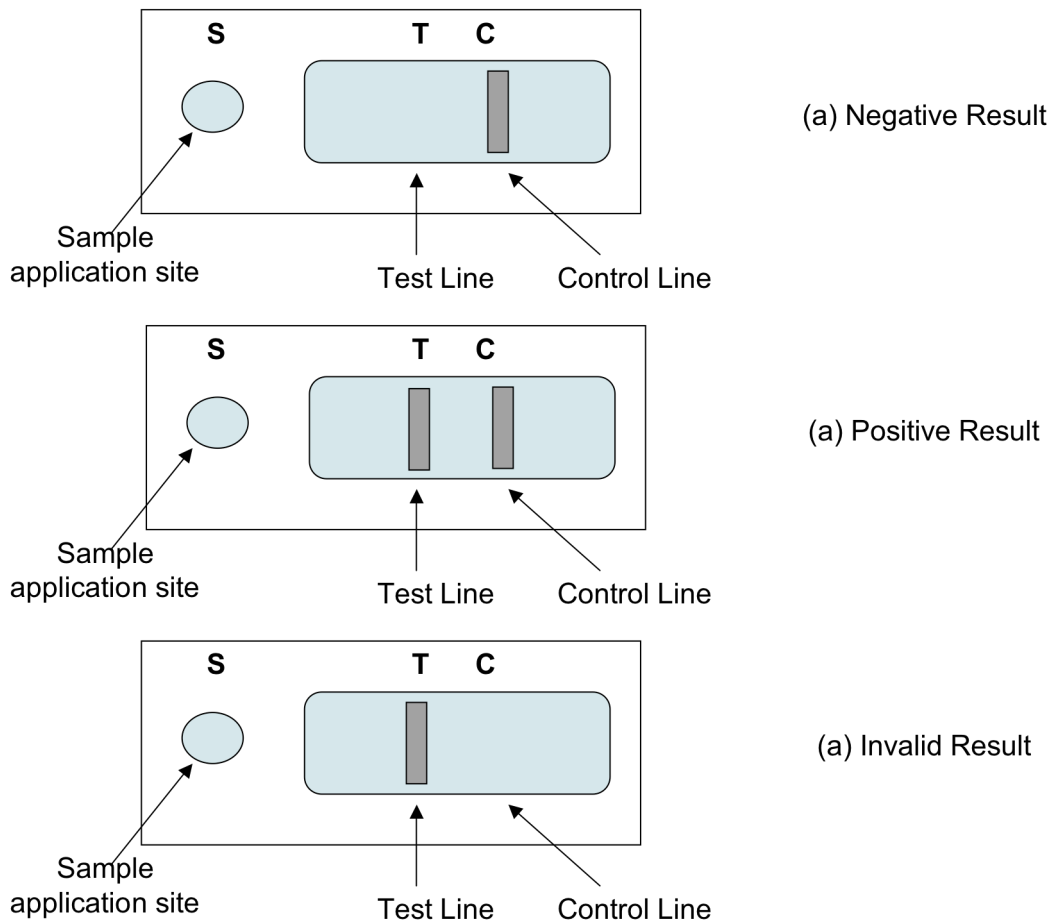 S T C
(a) Negative Result
Sample
application site
Test Line
Control Line
S T C
(a) Positive Result
Sample
application site
Test Line
Control Line
S T C
(a) Invalid Result
Sample
application site
Test Line
Control Line